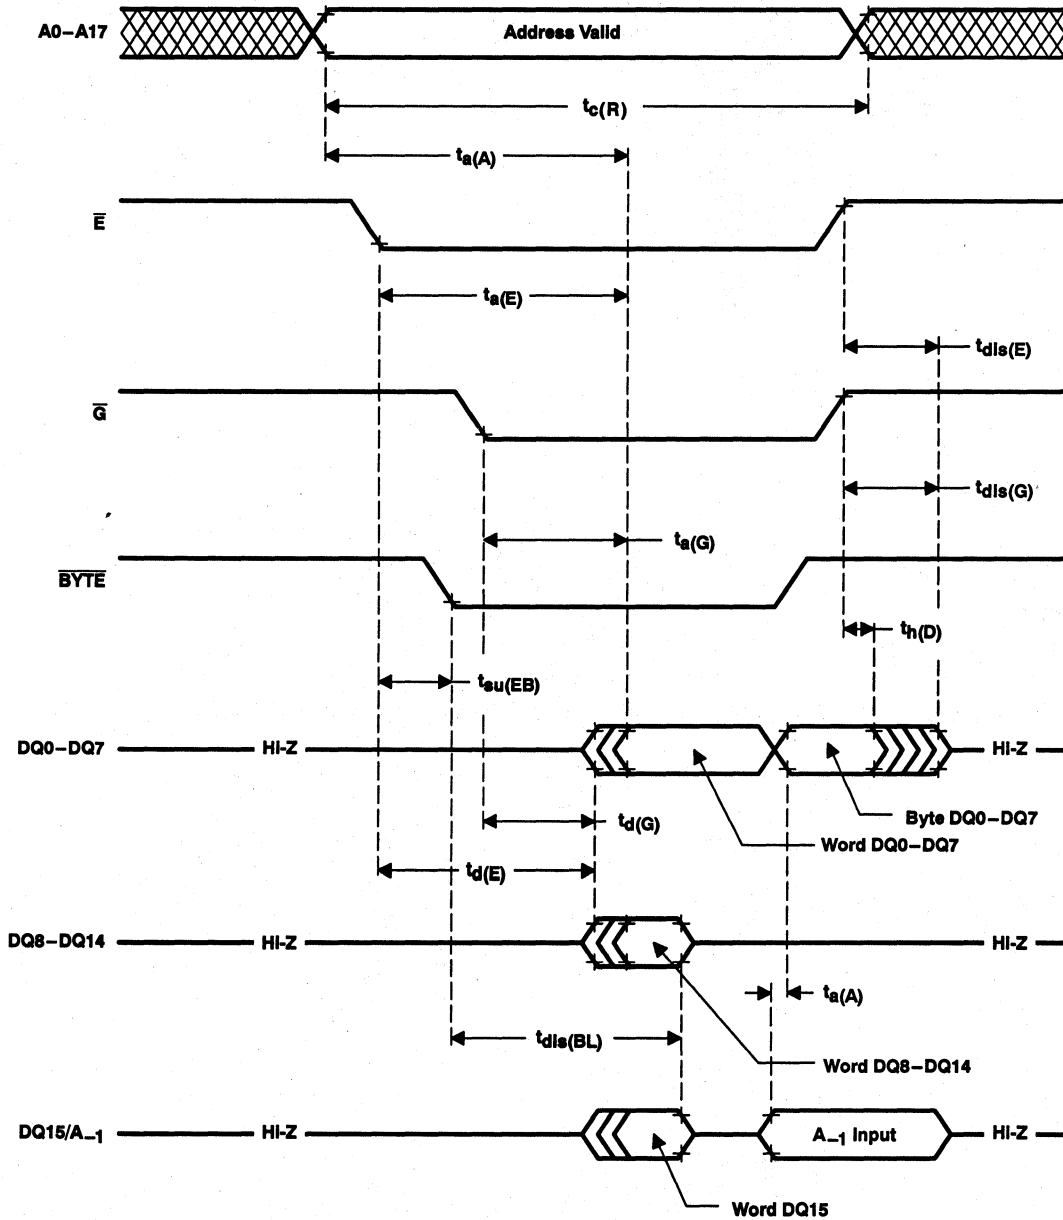 A0–A17
Address Valid
tc(R)
ta(A)
E̅
ta(E)
tdis(E)
G̅
tdis(G)
ta(G)
B̅Y̅T̅E̅
th(D)
tsu(EB)
DQ0–DQ7
HI-Z
HI-Z
Byte DQ0–DQ7
td(G)
Word DQ0–DQ7
td(E)
DQ8–DQ14
HI-Z
HI-Z
ta(A)
tdis(BL)
Word DQ8–DQ14
DQ15/A–1
HI-Z
A–1 Input
HI-Z
Word DQ15